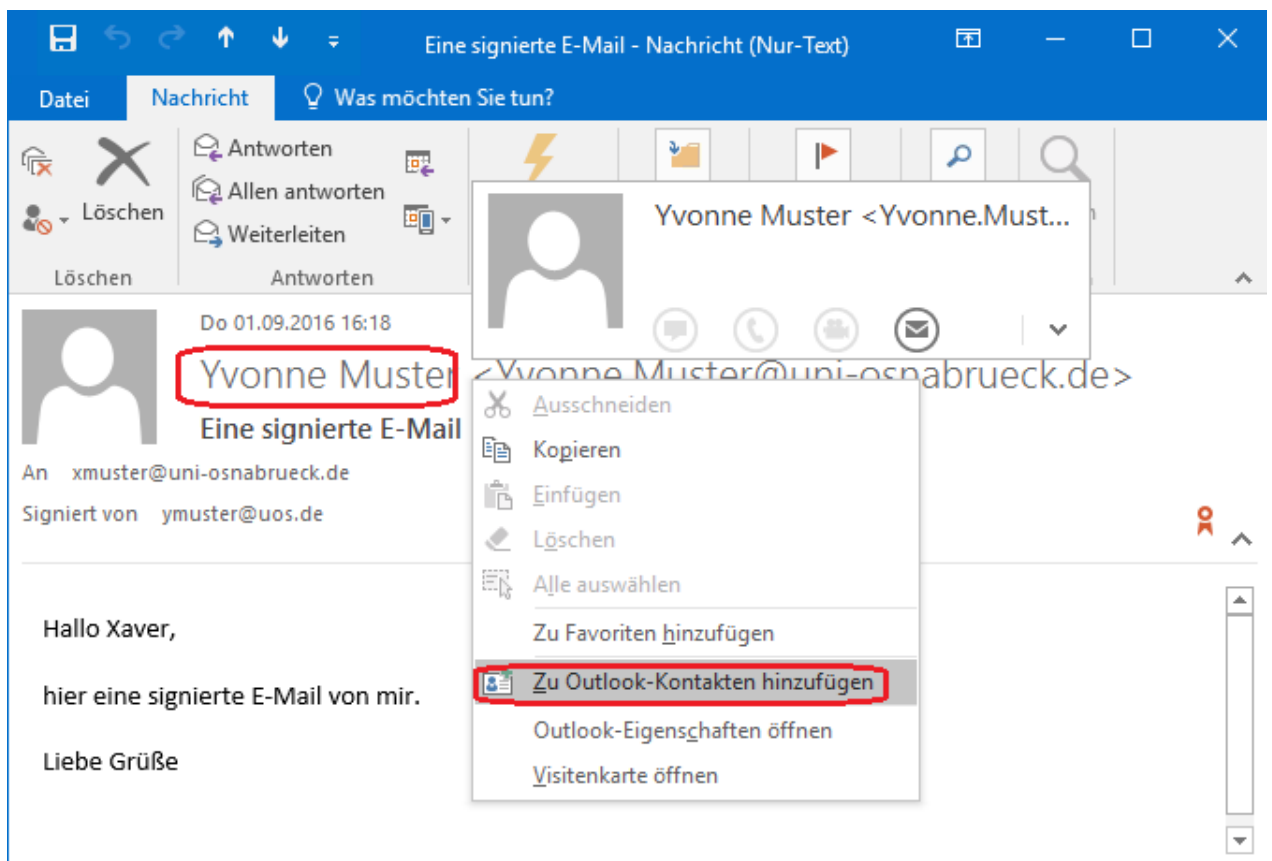 Eine signierte E-Mail - Nachricht (Nur-Text)
Datei
Nachricht
Was möchten Sie tun?
Löschen
Antworten
Allen antworten
Weiterleiten
Löschen
Antworten
Yvonne Muster <Yvonne.Must...
Do 01.09.2016 16:18
Yvonne Muster <Yvonne.Muster@uni-osnabrueck.de>
Eine signierte E-Mail
An xmuster@uni-osnabrueck.de
Signiert von ymuster@uos.de
Ausschneiden
Kopieren
Einfügen
Löschen
Alle auswählen
Zu Favoriten hinzufügen
Zu Outlook-Kontakten hinzufügen
Outlook-Eigenschaften öffnen
Visitenkarte öffnen
Hallo Xaver,
hier eine signierte E-Mail von mir.
Liebe Grüße